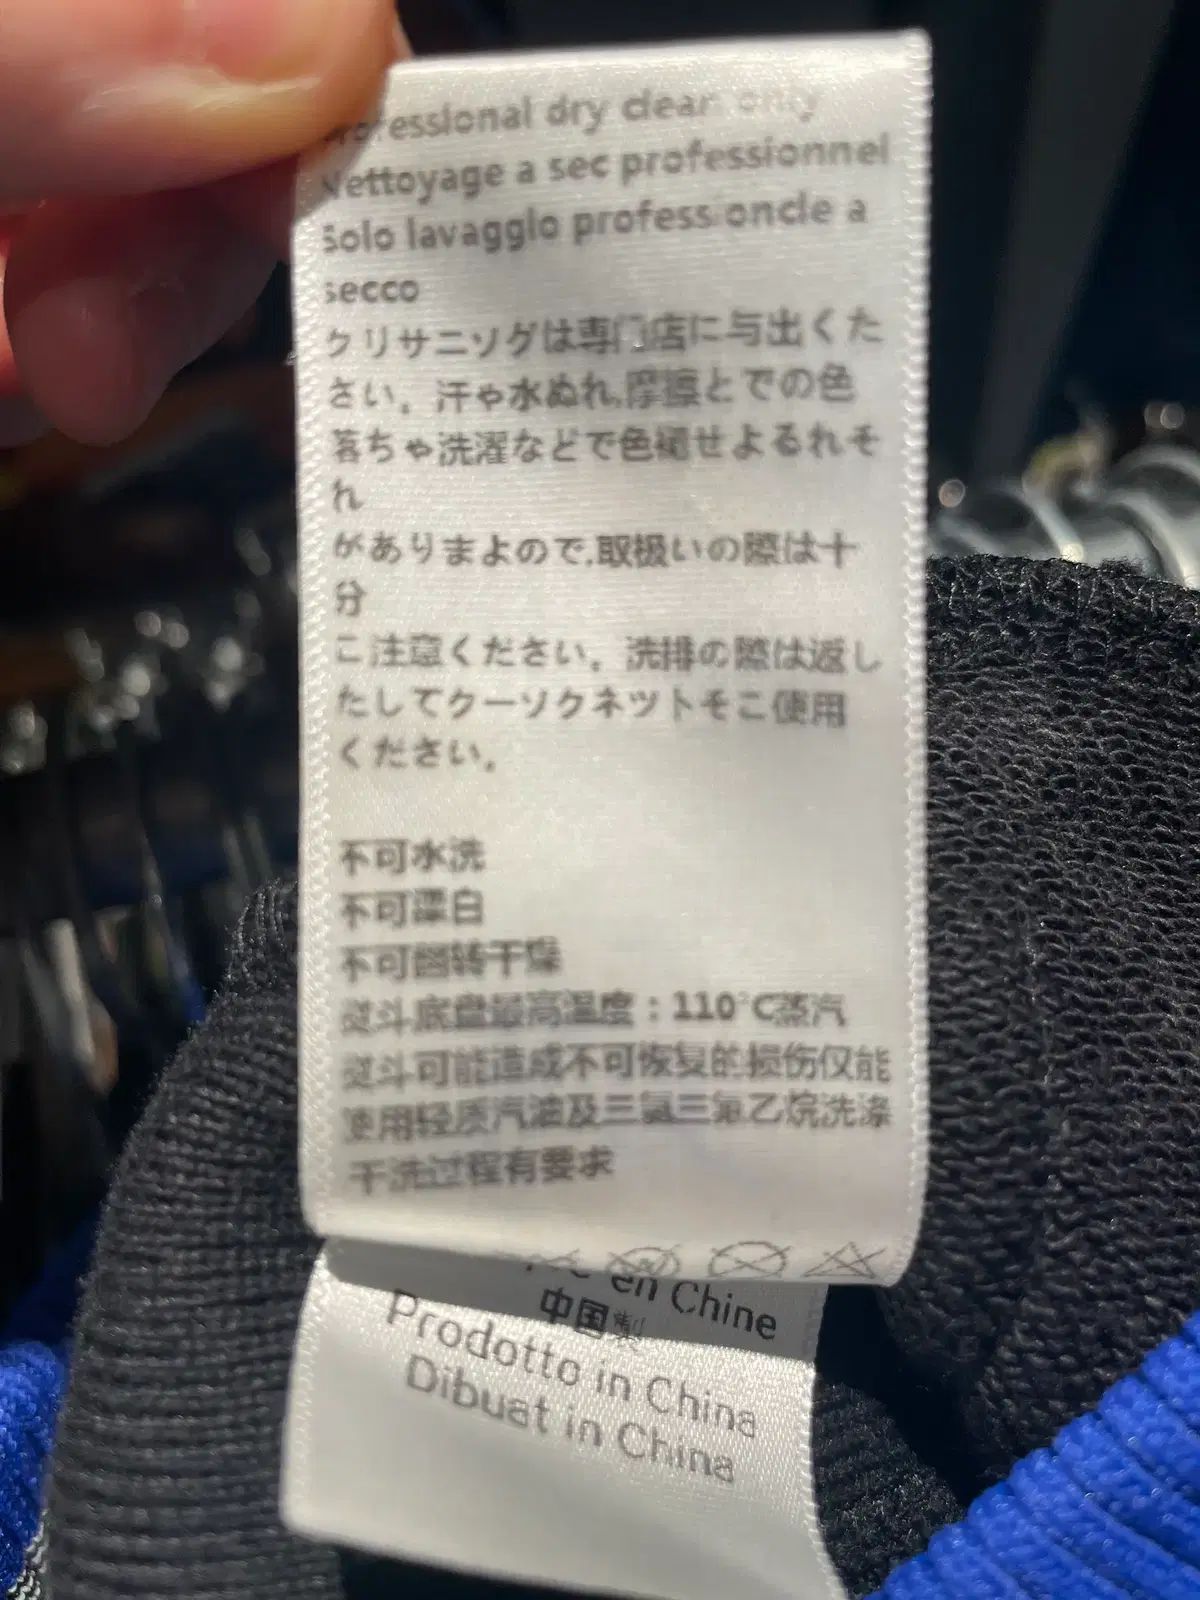 essional dry clean only
Nettoyage a sec professionnel
Solo lavagglo profess oncle a
secco
クリサニソグは専门店に与出くた
さい。汗や水ぬれ,摩擦とでの色
落ちゃ洗濯などで色褪せよるれそ
れ
がありまよので,取扱いの際は十
分
こ注意ください。洗排の際は返し
たしてクーソクネツトそこ使用
ください。
不可水洗
不可漂白
不可翻转干燥
熨斗底盘最高温度：110°C蒸汽
熨斗可能造成不可恢复的损伤仅能
使用轻质汽油及三氯三氟乙烷洗涤
干洗过程有要求
en Chine
中国製
Prodotto in China
Dibuat in China